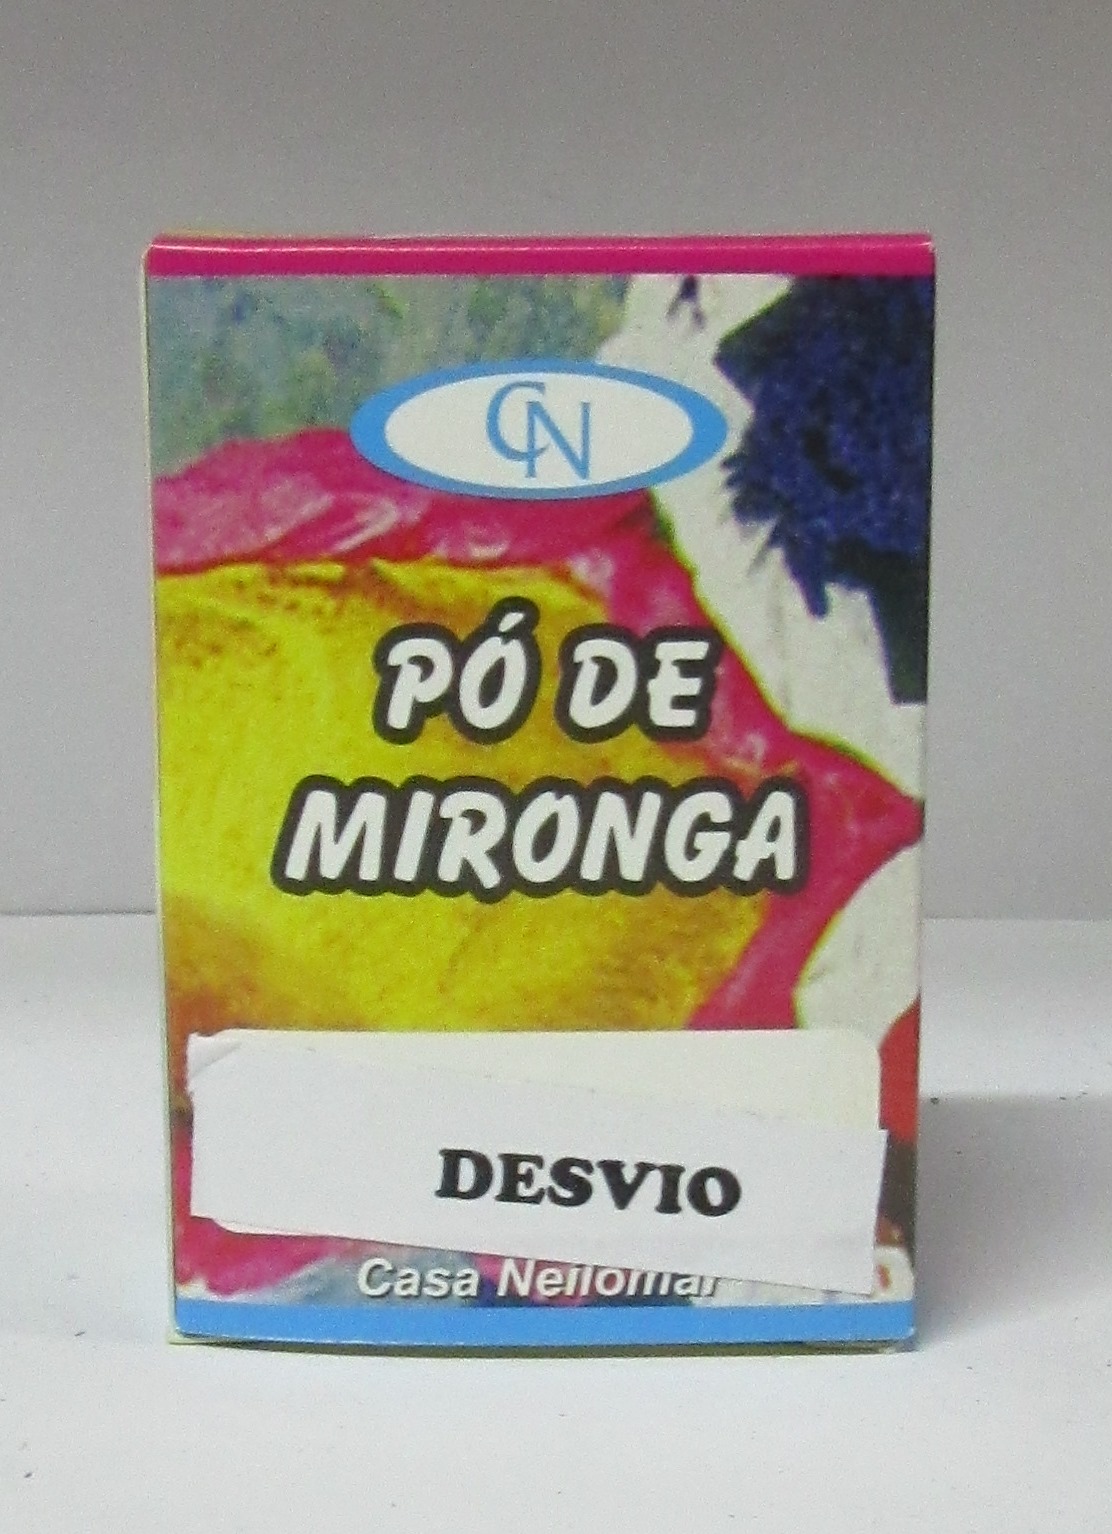 CN
PÓ DE
MIRONGA
DESVIO
Casa Neilomar